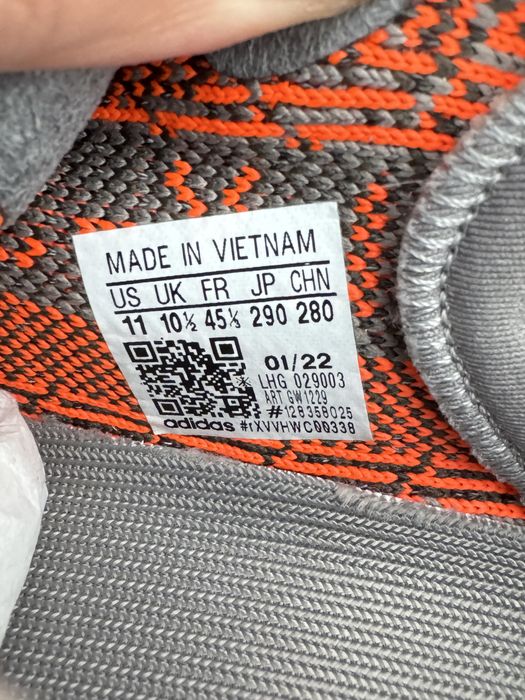 MADE IN VIETNAM
US UK FR JP CHN
11 10½ 45⅓ 290 280
01/22
LHG 029003
ART GW1229
#128358025
adidas #rXVVHWC00338